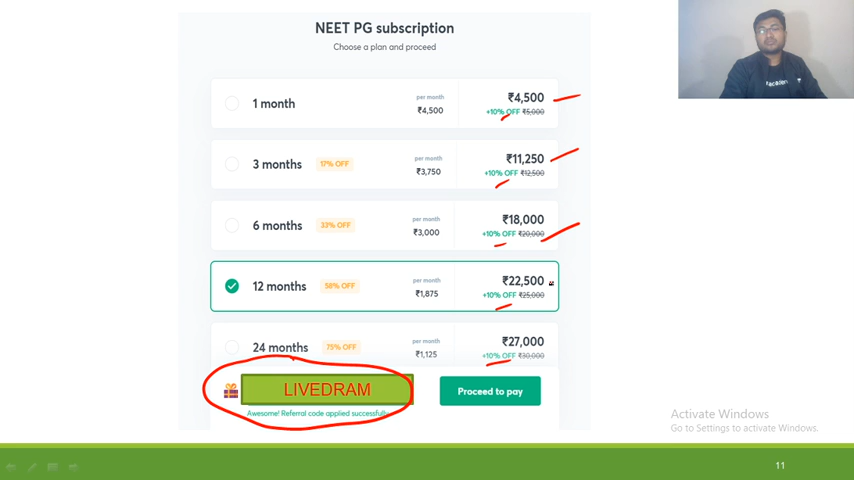 NEET PG subscription
Choose a plan and proceed
1 month
per month
₹4,500
₹4,500
+10% OFF ₹5,000
3 months
17% OFF
per month
₹3,750
₹11,250
+10% OFF ₹12,500
6 months
33% OFF
per month
₹3,000
₹18,000
+10% OFF ₹20,000
12 months
58% OFF
per month
₹1,875
₹22,500
+10% OFF ₹25,000
24 months
75% OFF
per month
₹1,125
₹27,000
+10% OFF ₹30,000
LIVEDRAM
Awesome! Referral code applied successfully
Proceed to pay
Activate Windows
Go to Settings to activate Windows.
11